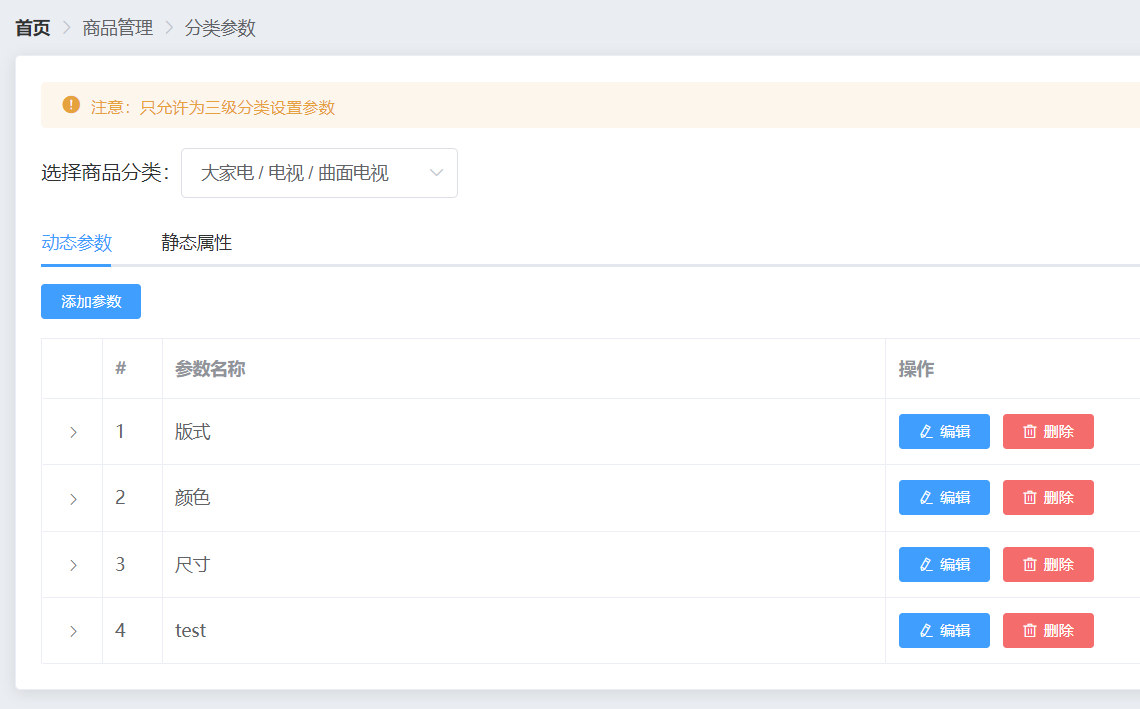 首页 > 商品管理 > 分类参数
注意：只允许为三级分类设置参数
选择商品分类： 大家电 / 电视 / 曲面电视
动态参数 静态属性
添加参数
# 参数名称 操作
1 版式 编辑 删除
2 颜色 编辑 删除
3 尺寸 编辑 删除
4 test 编辑 删除